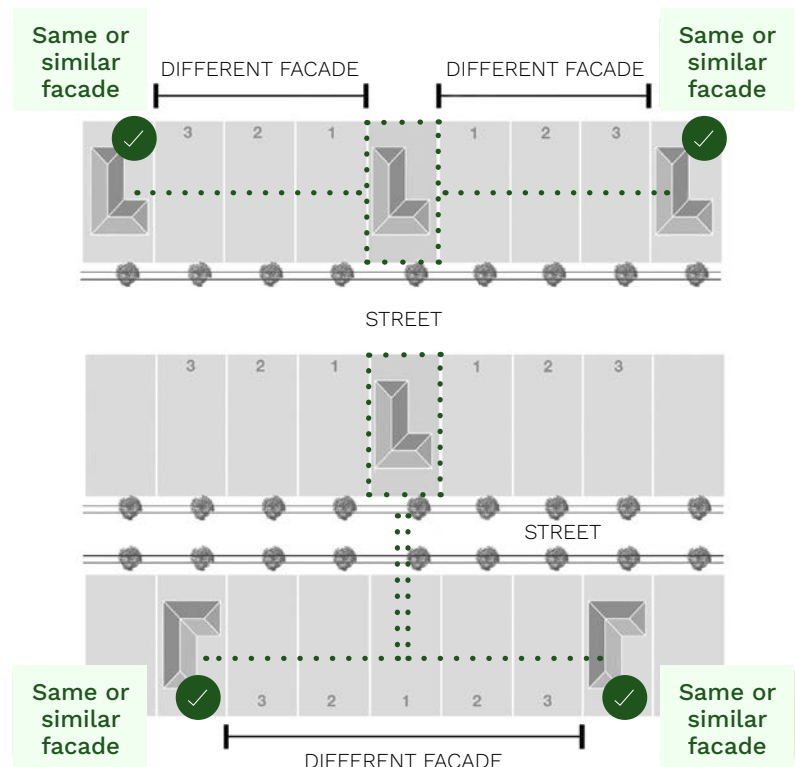 Same or
similar
facade
DIFFERENT FACADE
DIFFERENT FACADE
Same or
similar
facade
3 2 1 1 2 3
STREET
3 2 1 1 2 3
STREET
3 2 1 2 3
Same or
similar
facade
DIFFERENT FACADE
Same or
similar
facade